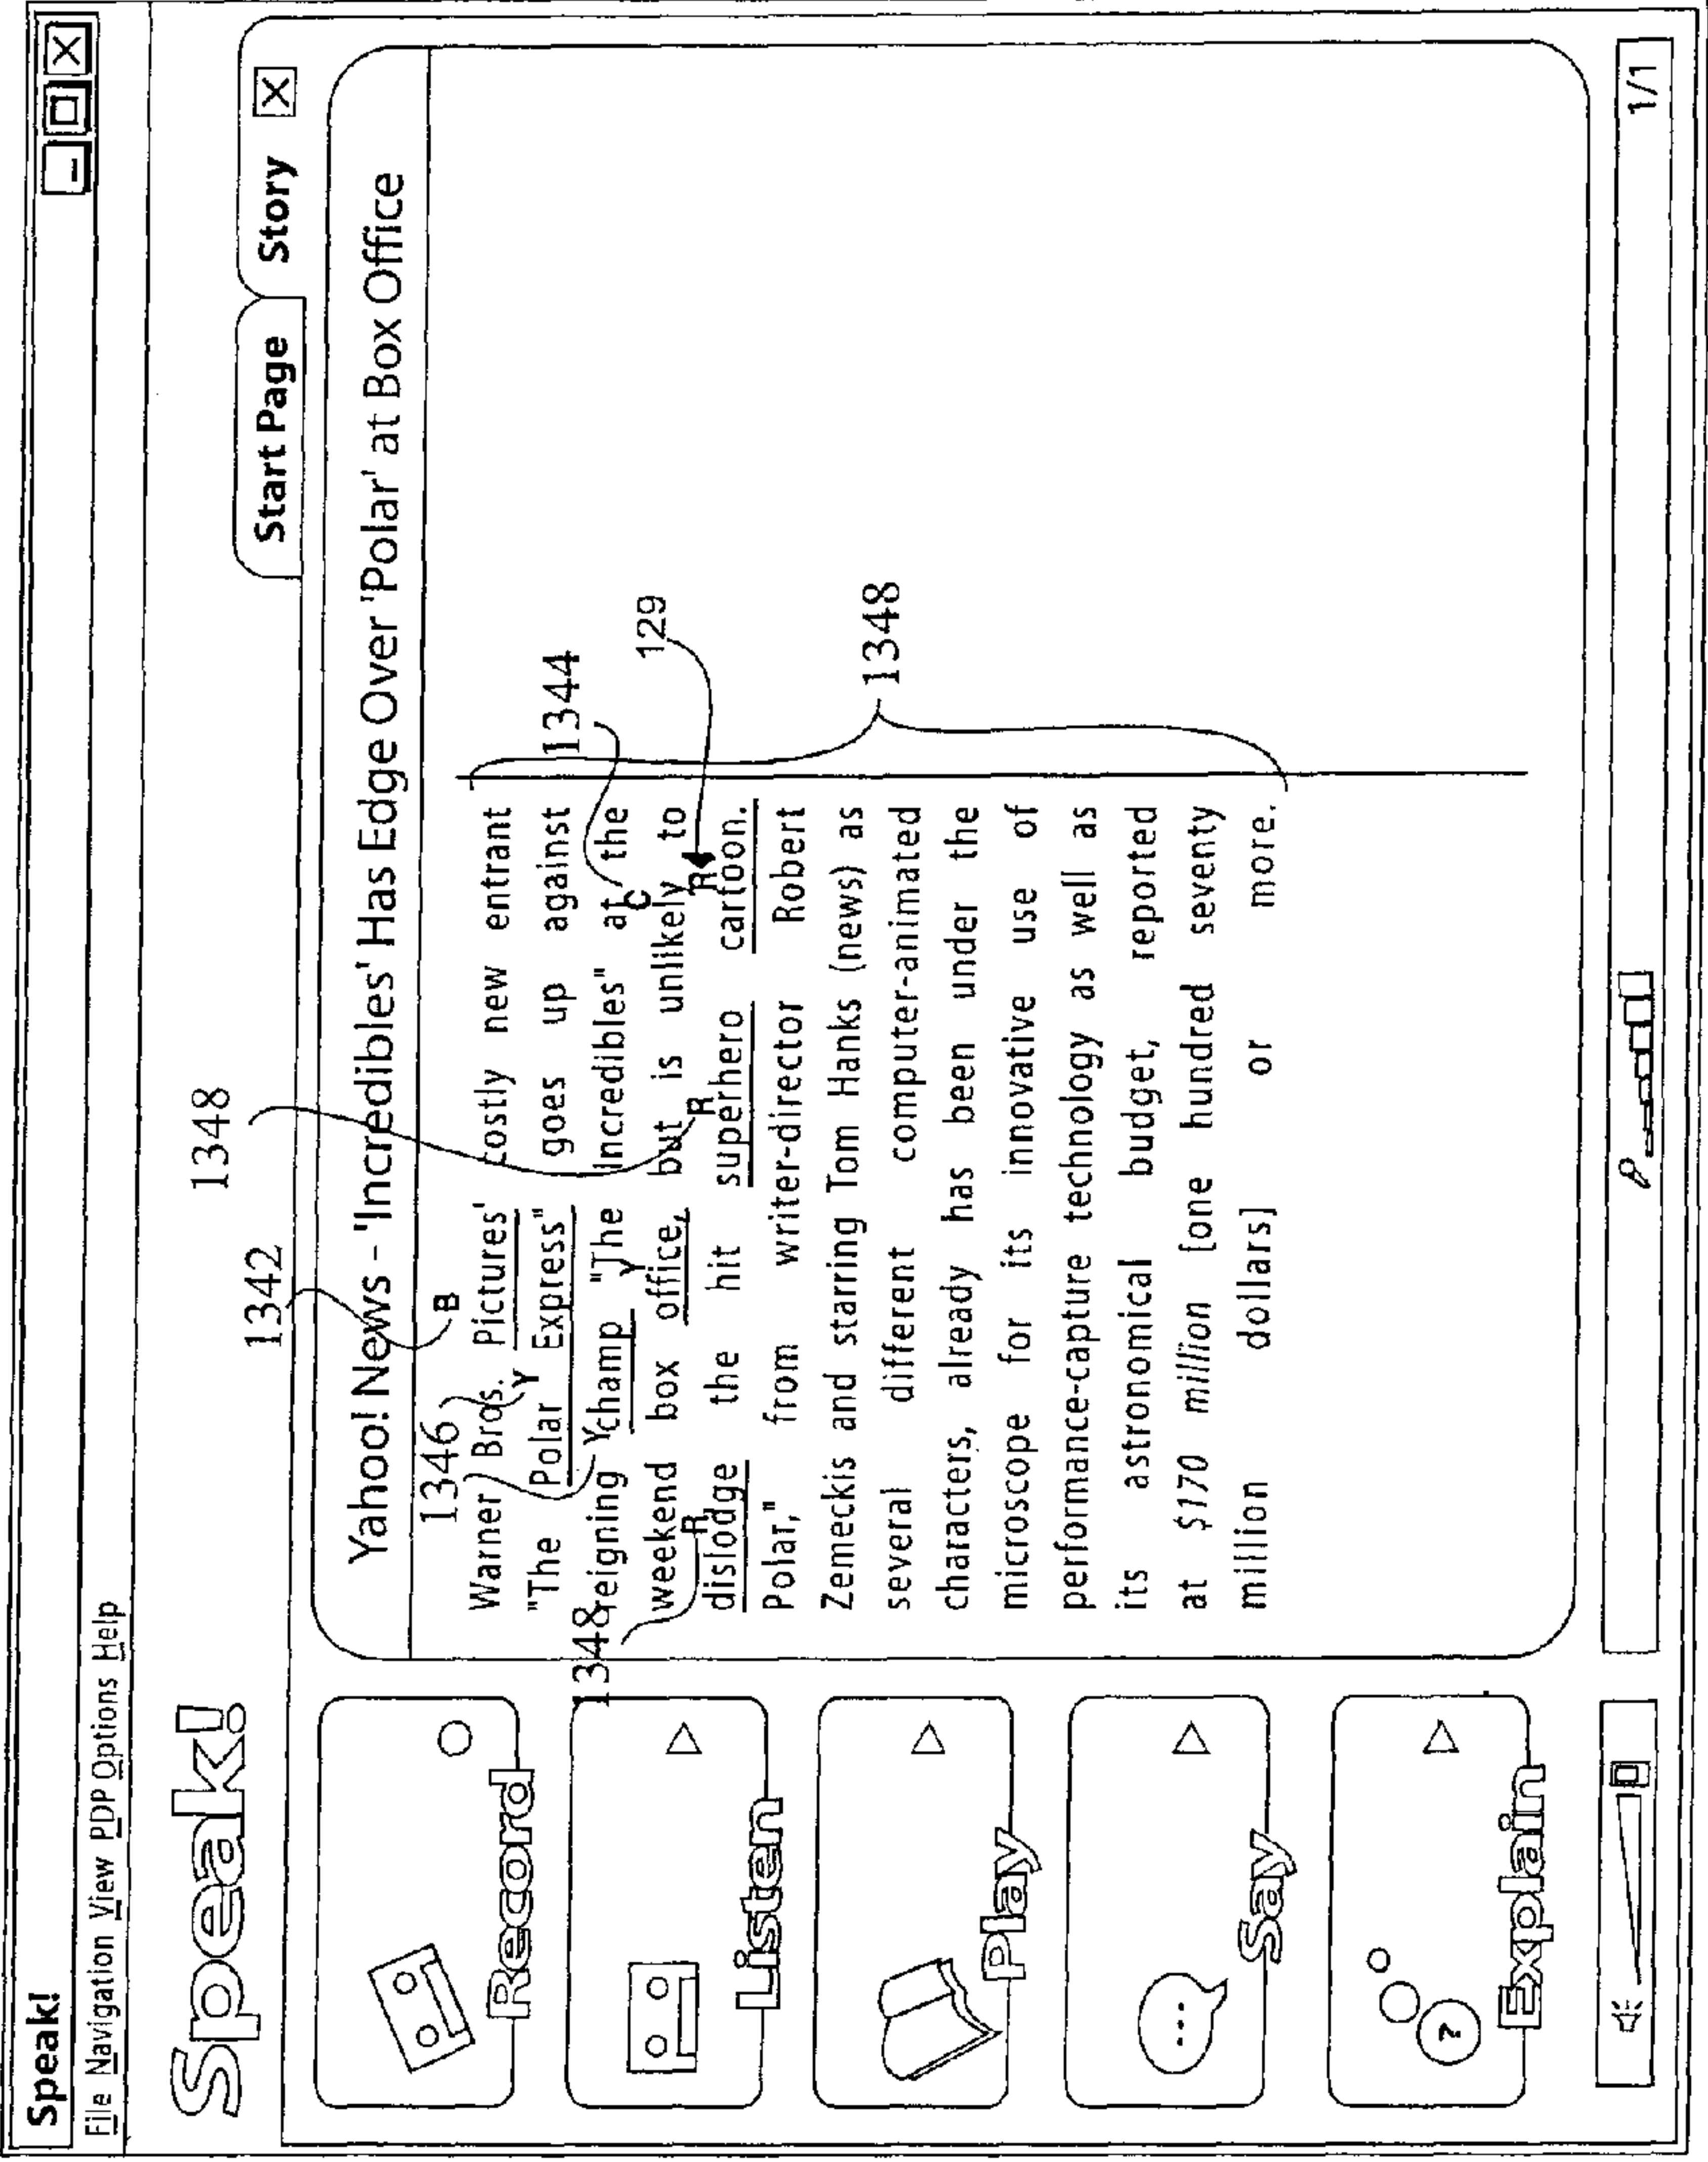 Speak!
File Navigation View PDP Options Help
Speak!
Start Page
Story
Yahoo! News - 'Incredibles' Has Edge Over 'Polar' at Box Office
1342
1348
1346
B
Warner Bros. Pictures' costly new entrant
Y
"The Polar Express" goes up against
1344
reigning Y champ "The Incredibles" at the
Y
C
129
weekend box office, but is unlikely to
1348
R
R
R
dislodge the hit superhero cartoon.
Polar," from writer-director Robert
Zemeckis and starring Tom Hanks (news) as
1348
several different computer-animated
characters, already has been under the
microscope for its innovative use of
performance-capture technology as well as
its astronomical budget, reported
at $170 million [one hundred seventy
million dollars] or more.
Record
Listen
Play
...
Say
?
Explain
1/1